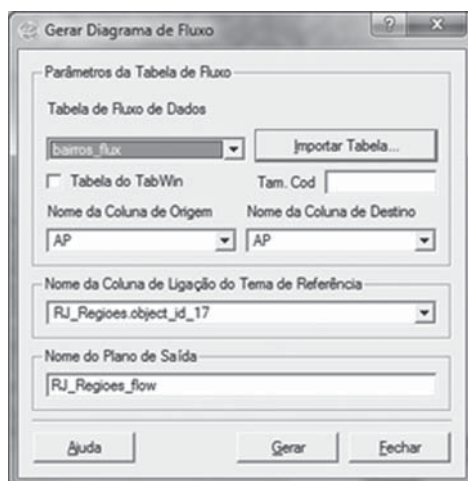 Gerar Diagrama de Fluxo
Parâmetros da Tabela de Fluxo
Tabela de Fluxo de Dados
bairros_flux
Importar Tabela...
Tabela do TabWin
Tam. Cod
Nome da Coluna de Origem
Nome da Coluna de Destino
AP
AP
Nome da Coluna de Ligação do Tema de Referência
RJ_Regioes.object_id_17
Nome do Plano de Saída
RJ_Regioes_flow
Ajuda
Gerar
Fechar